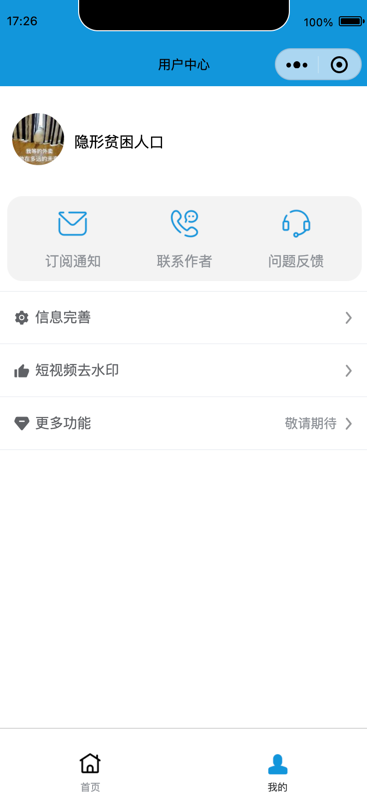 17:26
100%
用户中心
隐形贫困人口
订阅通知
联系作者
问题反馈
信息完善
短视频去水印
更多功能
敬请期待
首页
我的